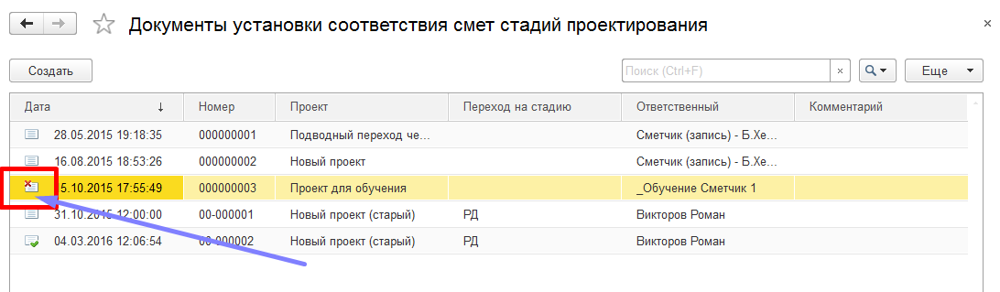 Документы установки соответствия смет стадий проектирования
Создать Поиск (Ctrl+F) Еще
Дата Номер Проект Переход на стадию Ответственный Комментарий
28.05.2015 19:18:35 000000001 Подводный переход че... Сметчик (запись) - Б.Хе...
16.08.2015 18:53:26 000000002 Новый проект Сметчик (запись) - Б.Хе...
5.10.2015 17:55:49 000000003 Проект для обучения _Обучение Сметчик 1
31.10.2015 12:00:00 00-000001 Новый проект (старый) РД Викторов Роман
04.03.2016 12:06:54 00-000002 Новый проект (старый) РД Викторов Роман